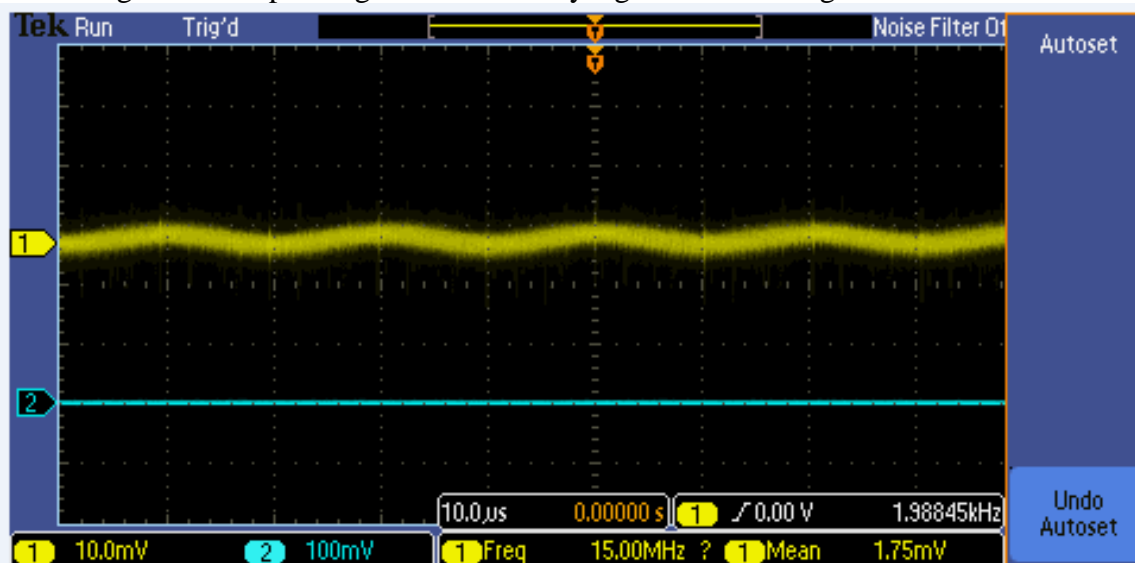 Tek Run Trig'd Noise Filter Of
Autoset
T
T
1
2
10.0µs 0.00000 s 1 / 0.00 V 1.98845kHz
Undo
Autoset
1 10.0mV 2 100mV 1 Freq 15.00MHz ? 1 Mean 1.75mV